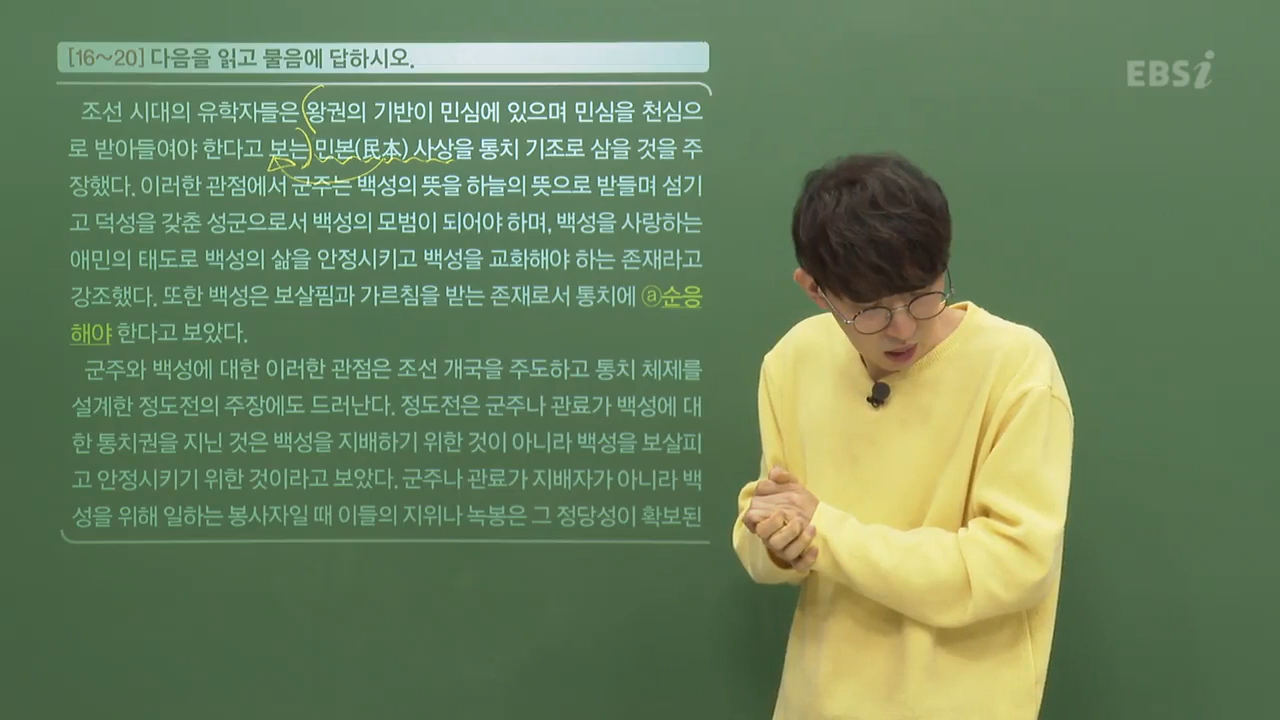 [16~20] 다음을 읽고 물음에 답하시오.
EBSi
조선 시대의 유학자들은 왕권의 기반이 민심에 있으며 민심을 천심으
로 받아들여야 한다고 보는 민본(民本) 사상을 통치 기조로 삼을 것을 주
장했다. 이러한 관점에서 군주는 백성의 뜻을 하늘의 뜻으로 받들며 섬기
고 덕성을 갖춘 성군으로서 백성의 모범이 되어야 하며, 백성을 사랑하는
애민의 태도로 백성의 삶을 안정시키고 백성을 교화해야 하는 존재라고
강조했다. 또한 백성은 보살핌과 가르침을 받는 존재로서 통치에 ⓐ순응
해야 한다고 보았다.
군주와 백성에 대한 이러한 관점은 조선 개국을 주도하고 통치 체제를
설계한 정도전의 주장에도 드러난다. 정도전은 군주나 관료가 백성에 대
한 통치권을 지닌 것은 백성을 지배하기 위한 것이 아니라 백성을 보살피
고 안정시키기 위한 것이라고 보았다. 군주나 관료가 지배자가 아니라 백
성을 위해 일하는 봉사자일 때 이들의 지위나 녹봉은 그 정당성이 확보된